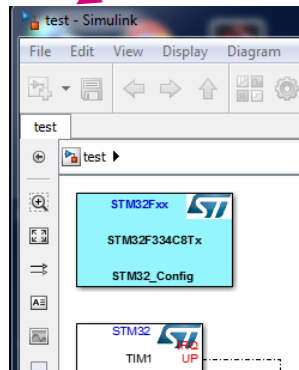 test - Simulink
File Edit View Display Diagram
test
test
STM32Fxx
STM32F334C8Tx
STM32_Config
STM32
IRQ
TIM1 UP